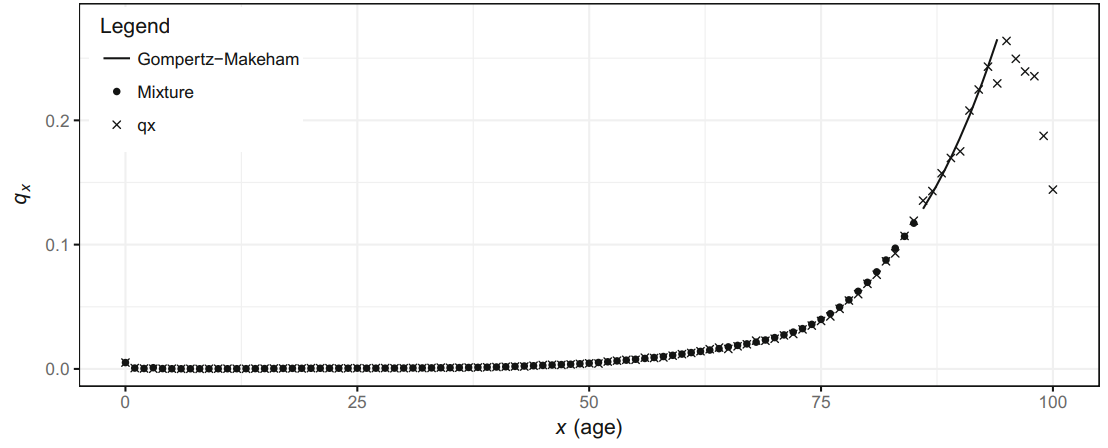 Legend
Gompertz−Makeham
Mixture
qx
0.2
0.1
0.0
qx
0 25 50 75 100
x (age)